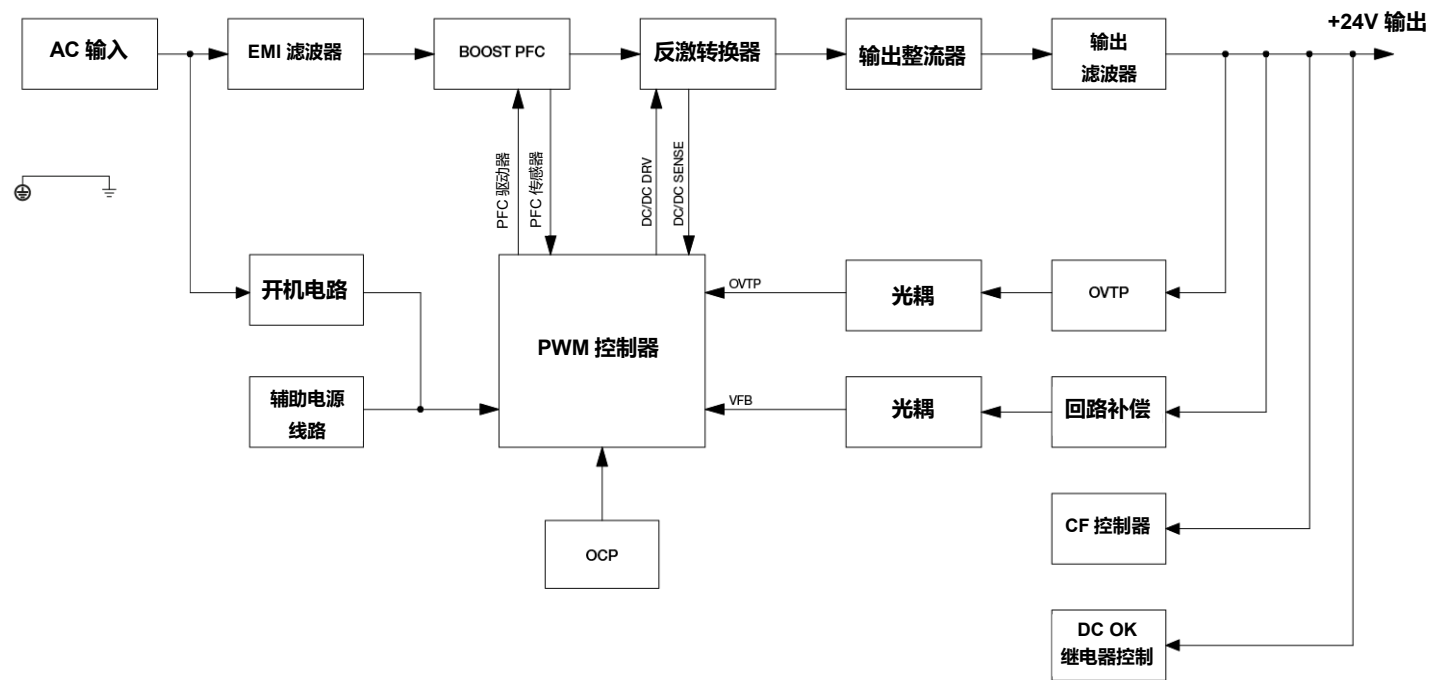 +24V 输出
AC 输入
EMI 滤波器
BOOST PFC
反激转换器
输出整流器
输出
滤波器
PFC 驱动器
PFC 传感器
DC/DC DRV
DC/DC SENSE
开机电路
PWM 控制器
OVTP
光耦
OVTP
辅助电源
线路
VFB
光耦
回路补偿
CF 控制器
OCP
DC OK
继电器控制